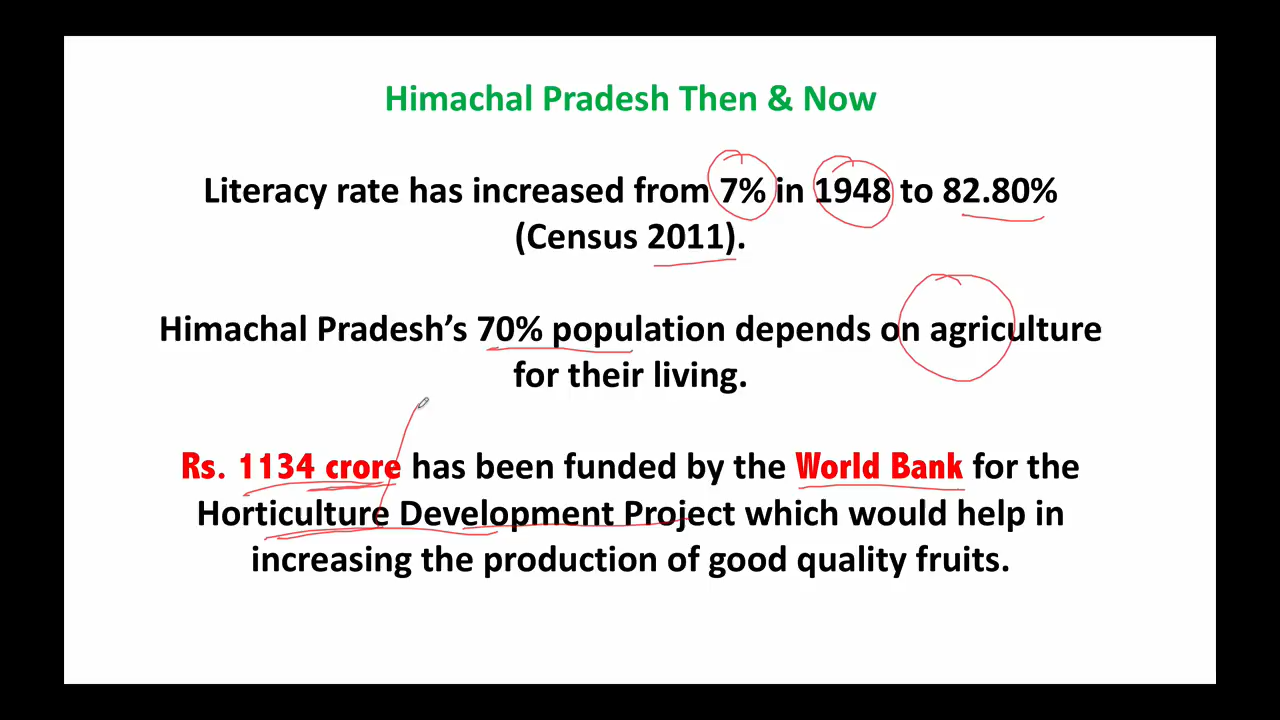 Himachal Pradesh Then & Now
Literacy rate has increased from 7% in 1948 to 82.80%
(Census 2011).
Himachal Pradesh’s 70% population depends on agriculture
for their living.
Rs. 1134 crore has been funded by the World Bank for the
Horticulture Development Project which would help in
increasing the production of good quality fruits.